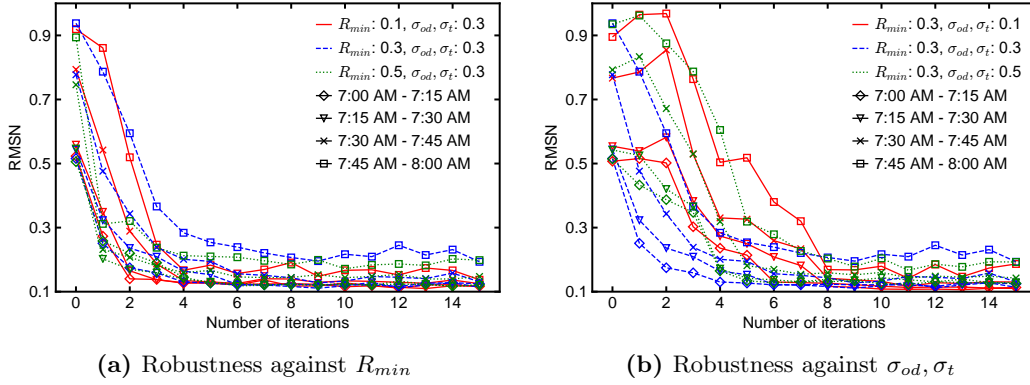 0.9
0.7
0.5
0.3
0.1
RMSN
0 2 4 6 8 10 12 14
Number of iterations
R_min: 0.1, σ_od, σ_t: 0.3
R_min: 0.3, σ_od, σ_t: 0.3
R_min: 0.5, σ_od, σ_t: 0.3
7:00 AM - 7:15 AM
7:15 AM - 7:30 AM
7:30 AM - 7:45 AM
7:45 AM - 8:00 AM
(a) Robustness against R_min
0.9
0.7
0.5
0.3
0.1
RMSN
0 2 4 6 8 10 12 14
Number of iterations
R_min: 0.3, σ_od, σ_t: 0.1
R_min: 0.3, σ_od, σ_t: 0.3
R_min: 0.3, σ_od, σ_t: 0.5
7:00 AM - 7:15 AM
7:15 AM - 7:30 AM
7:30 AM - 7:45 AM
7:45 AM - 8:00 AM
(b) Robustness against σ_od, σ_t